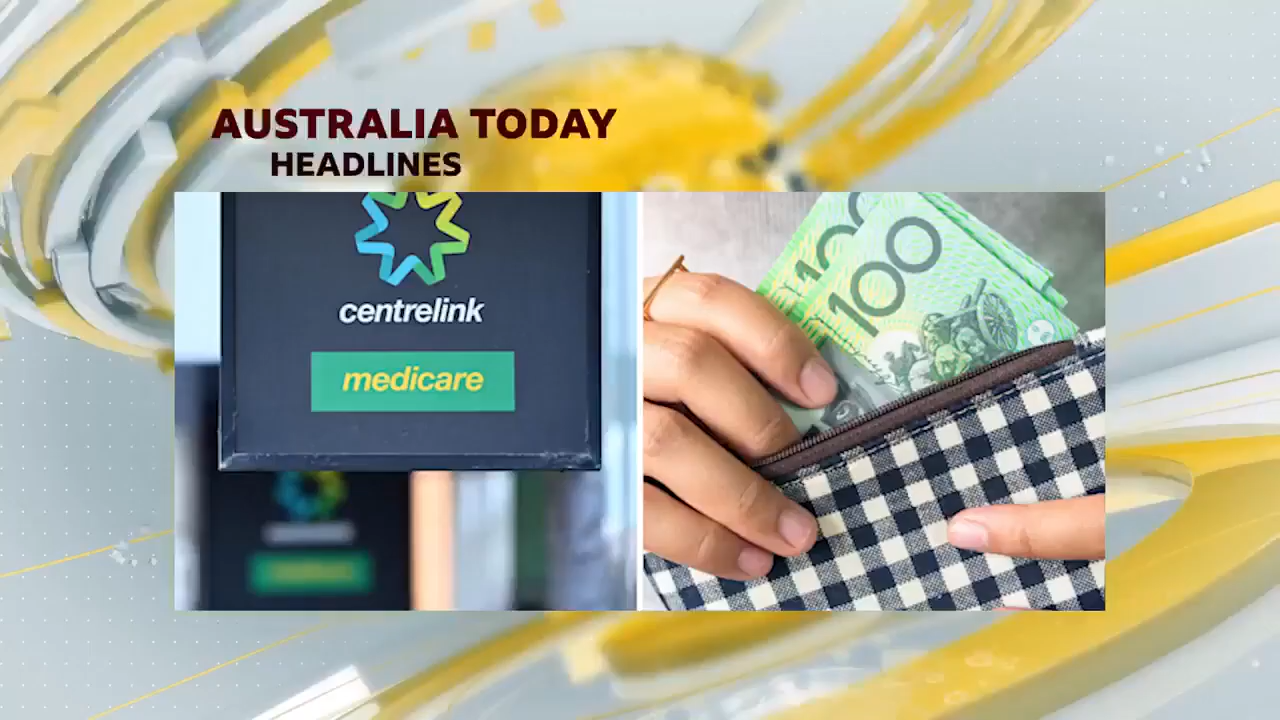 AUSTRALIA TODAY
HEADLINES
centrelink
medicare
100
100